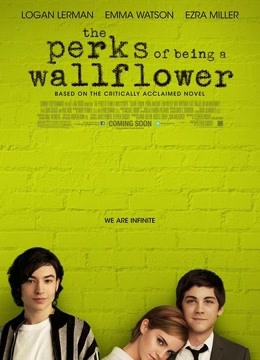 LOGAN LERMAN EMMA WATSON EZRA MILLER
the
perks of being a
wallflower
BASED ON THE CRITICALLY ACCLAIMED NOVEL
COMING SOON
WE ARE INFINITE